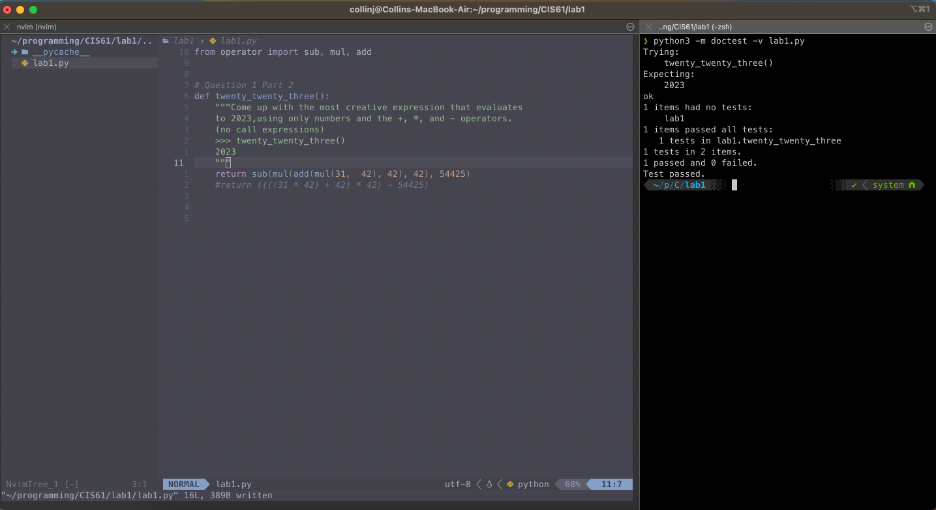 collinj@Collins-MacBook-Air:~/programming/CIS61/lab1
⌥⌘1
nvim (nvim)
..ng/CIS61/lab1 (-zsh)
~/programming/CIS61/lab1/..
__pycache__
lab1.py
lab1 • lab1.py
10 from operator import sub, mul, add
9
8
7 # Question 1 Part 2
6 def twenty_twenty_three():
5 """Come up with the most creative expression that evaluates
4 to 2023,using only numbers and the +, *, and - operators.
3 (no call expressions)
2 >>> twenty_twenty_three()
1 2023
11 """
1 return sub(mul(add(mul(31, 42), 42), 42), 54425)
2 #return ((((31 * 42) + 42) * 42) - 54425)
3
4
5
NvimTree_1 [-] 3:1
NORMAL lab1.py utf-8 python 68% 11:7
"~/programming/CIS61/lab1/lab1.py" 16L, 389B written
❯ python3 -m doctest -v lab1.py
Trying:
twenty_twenty_three()
Expecting:
2023
ok
1 items had no tests:
lab1
1 items passed all tests:
1 tests in lab1.twenty_twenty_three
1 tests in 2 items.
1 passed and 0 failed.
Test passed.
~/p/C/lab1 ✔ system